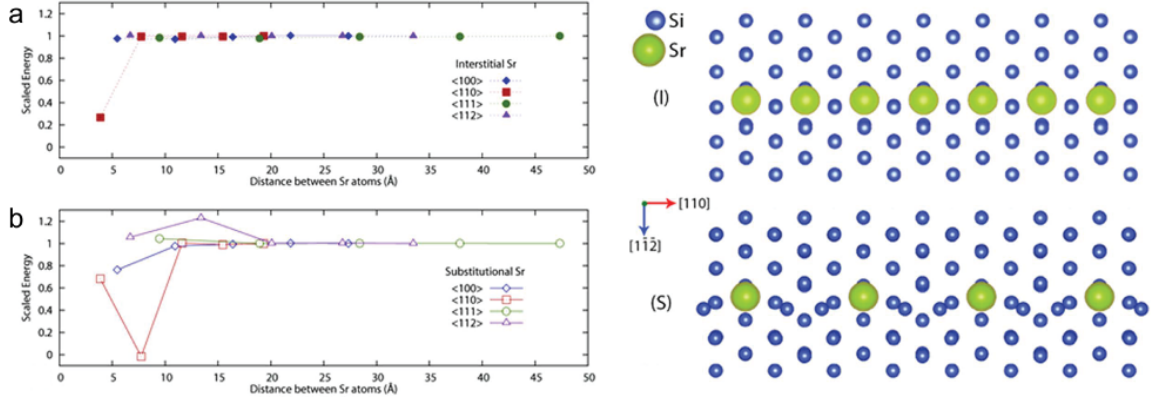 a
Scaled Energy
1.2
1
0.8
0.6
0.4
0.2
0
Interstitial Sr
<100>
<110>
<111>
<112>
0 5 10 15 20 25 30 35 40 45 50
Distance between Sr atoms (Å)
b
Scaled Energy
1.2
1
0.8
0.6
0.4
0.2
0
Substitutional Sr
<100>
<110>
<111>
<112>
0 5 10 15 20 25 30 35 40 45 50
Distance between Sr atoms (Å)
Si
Sr
(I)
[110]
[11̄2̄]
(S)